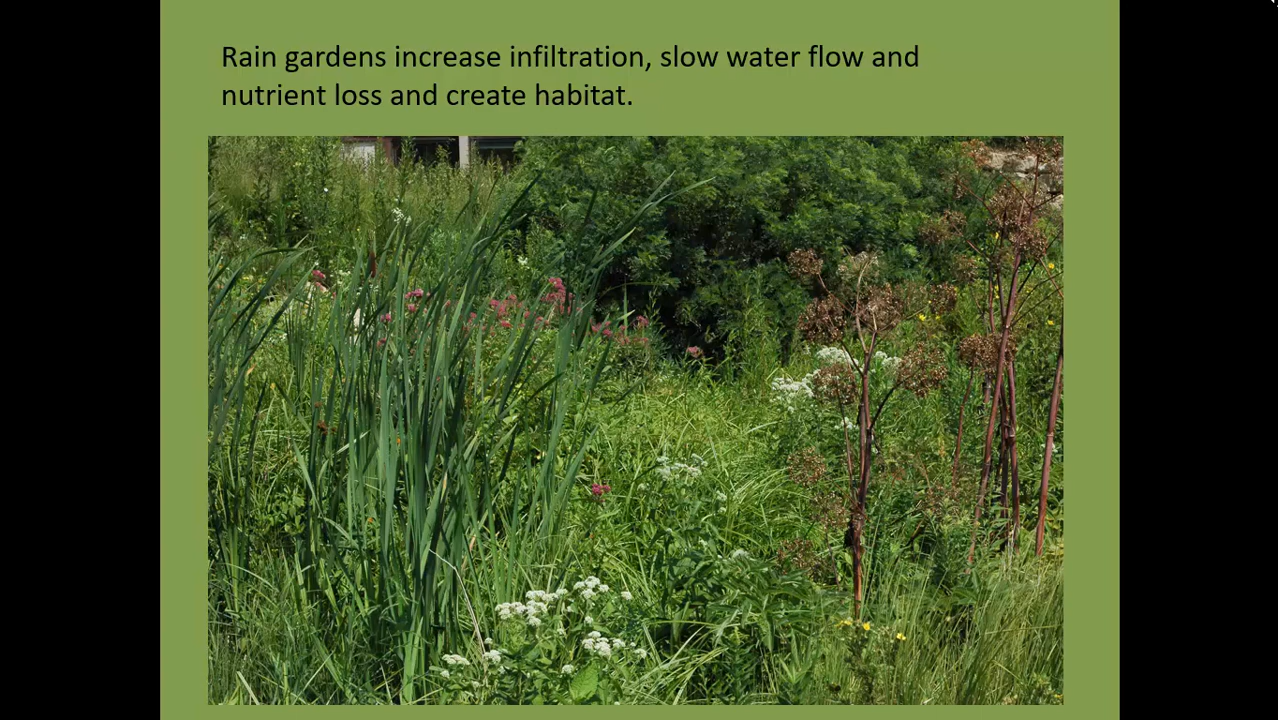 Rain gardens increase infiltration, slow water flow and
nutrient loss and create habitat.